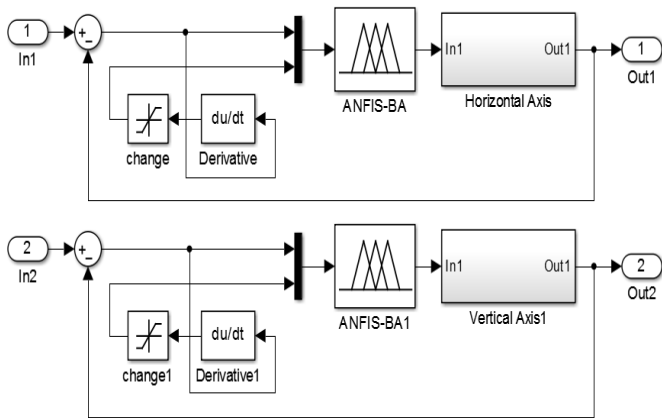 1
In1
+
-
change
du/dt
Derivative
ANFIS-BA
In1 Out1
Horizontal Axis
1
Out1
2
In2
+
-
change1
du/dt
Derivative1
ANFIS-BA1
In1 Out1
Vertical Axis1
2
Out2